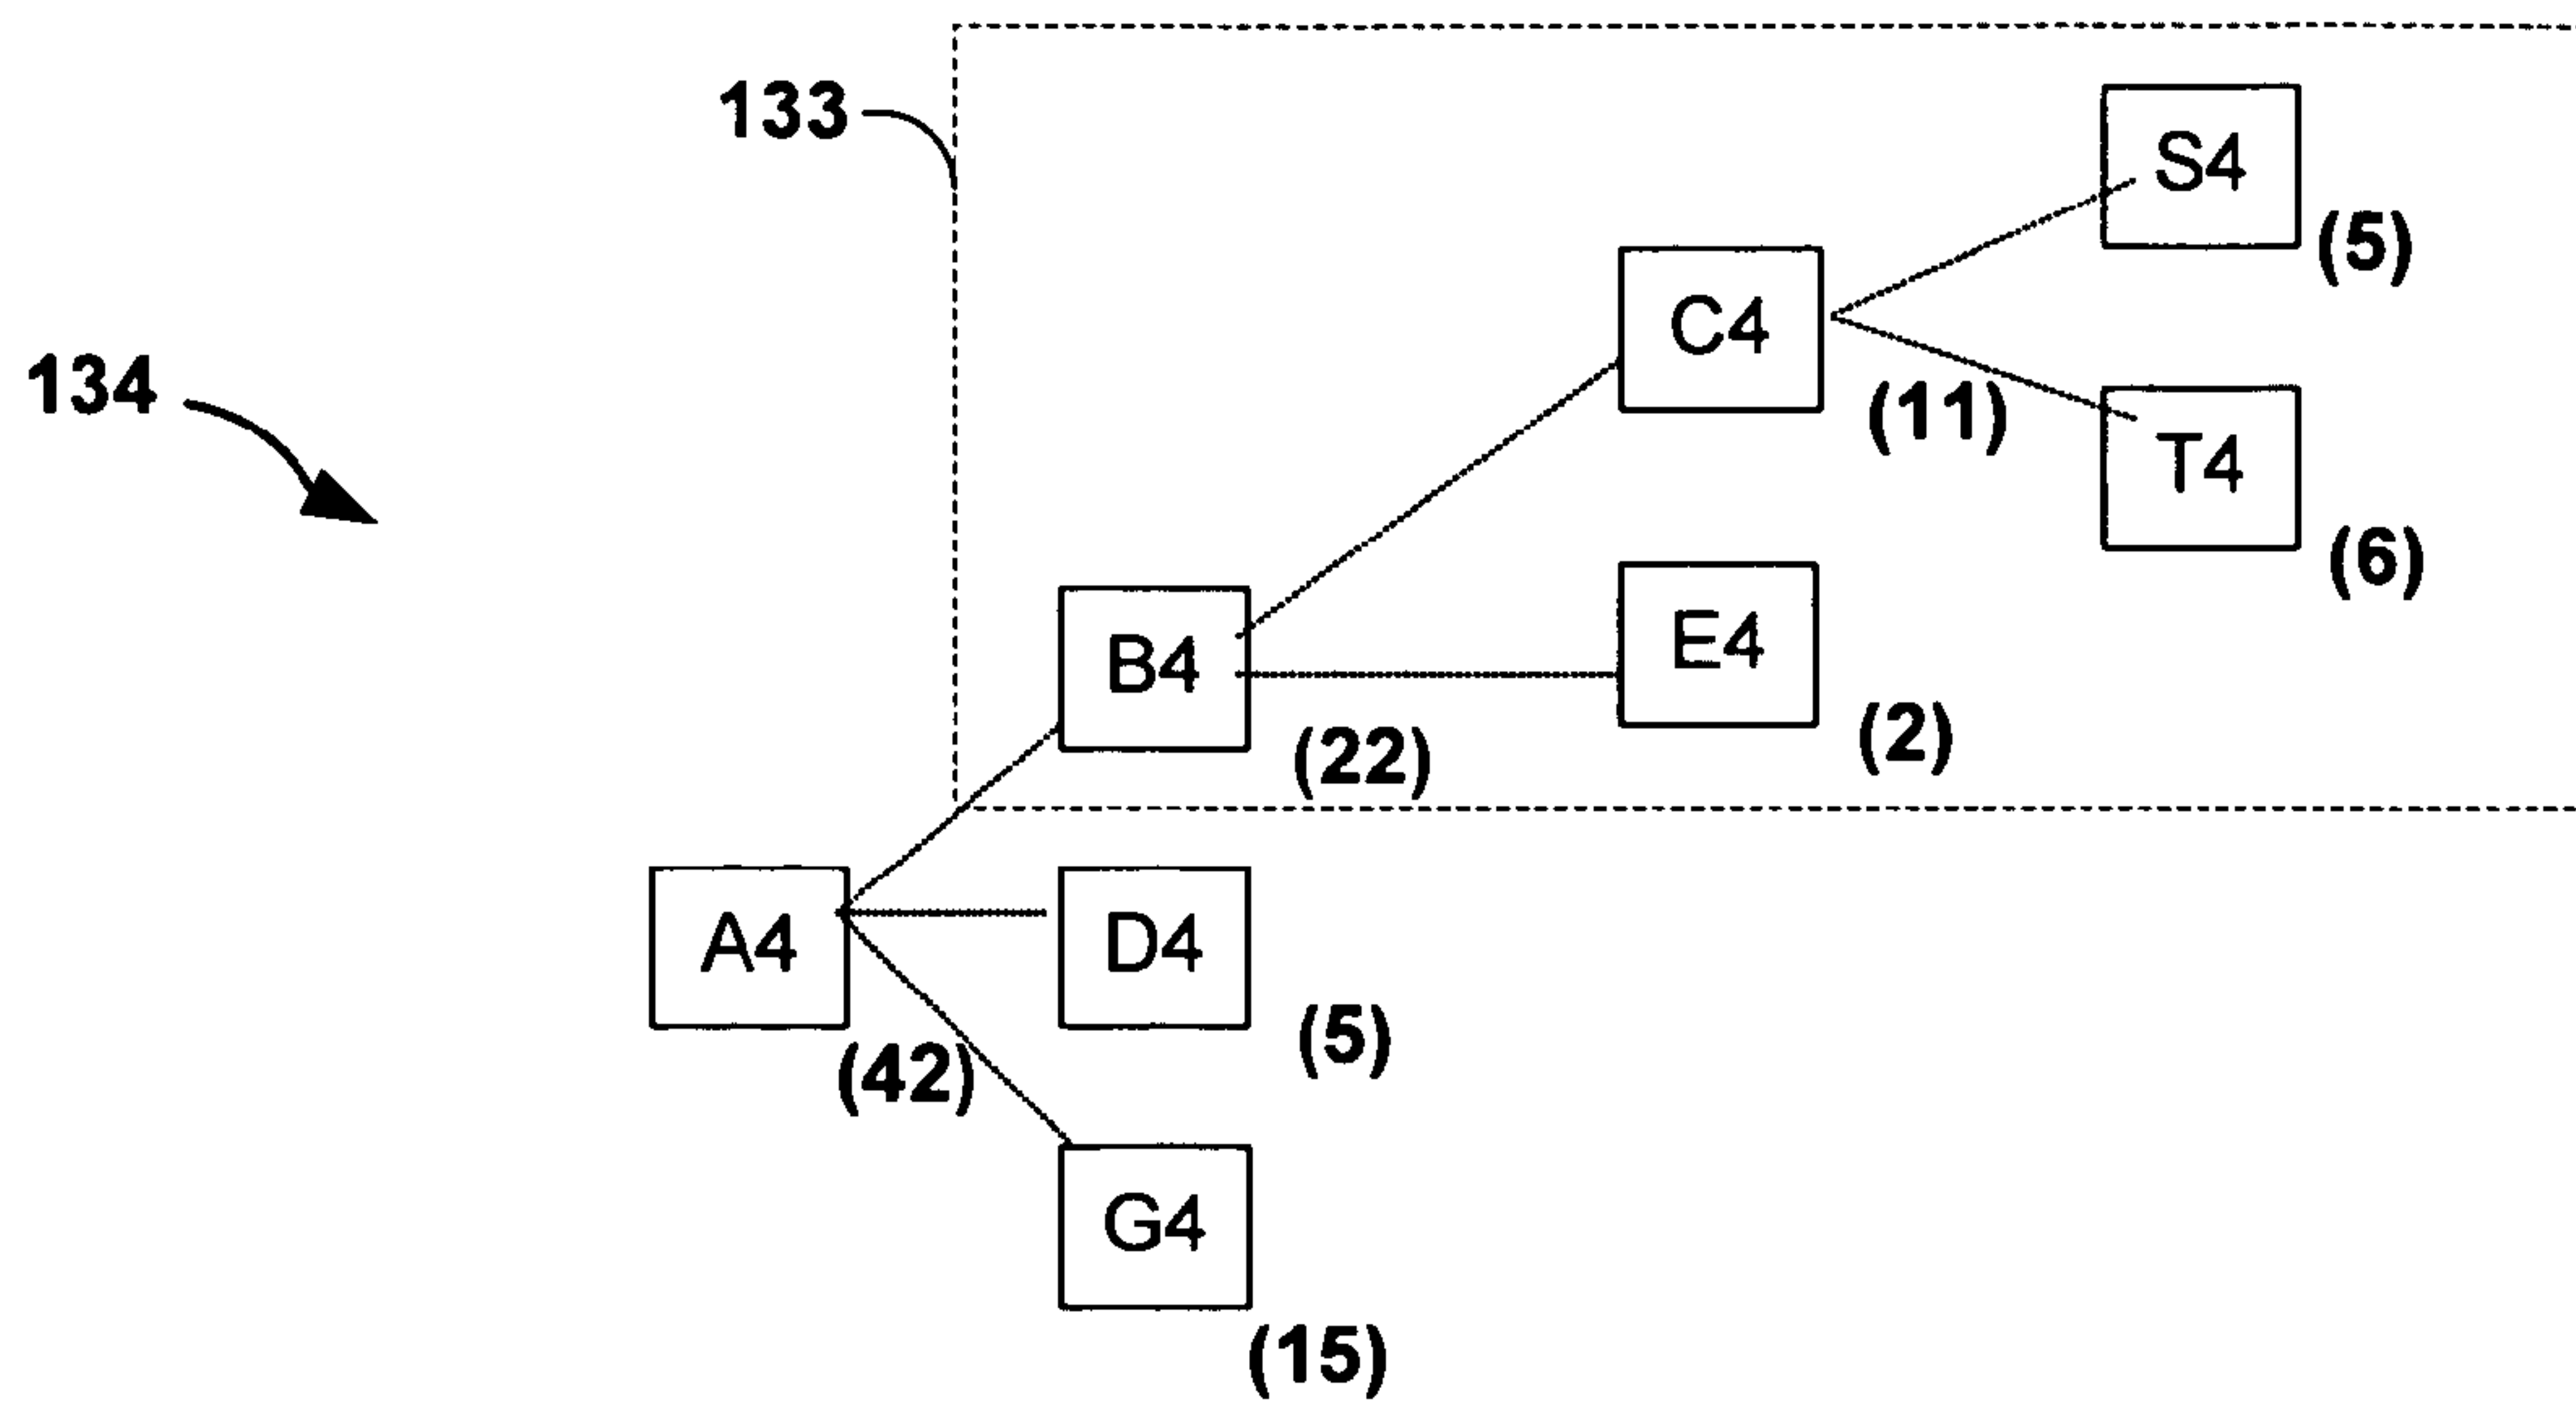 133
S4
(5)
C4
134
(11)
T4
(6)
E4
B4
(2)
(22)
A4
D4
(5)
(42)
G4
(15)